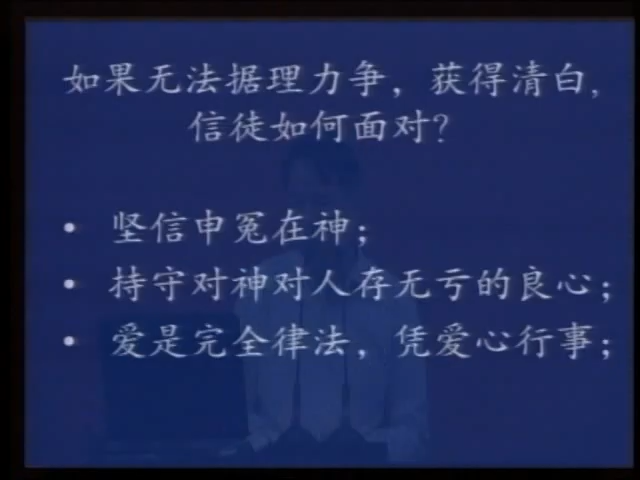 如果无法据理力争，获得清白,
信徒如何面对?
• 坚信申冤在神；
• 持守对神对人存无亏的良心；
• 爱是完全律法，凭爱心行事；